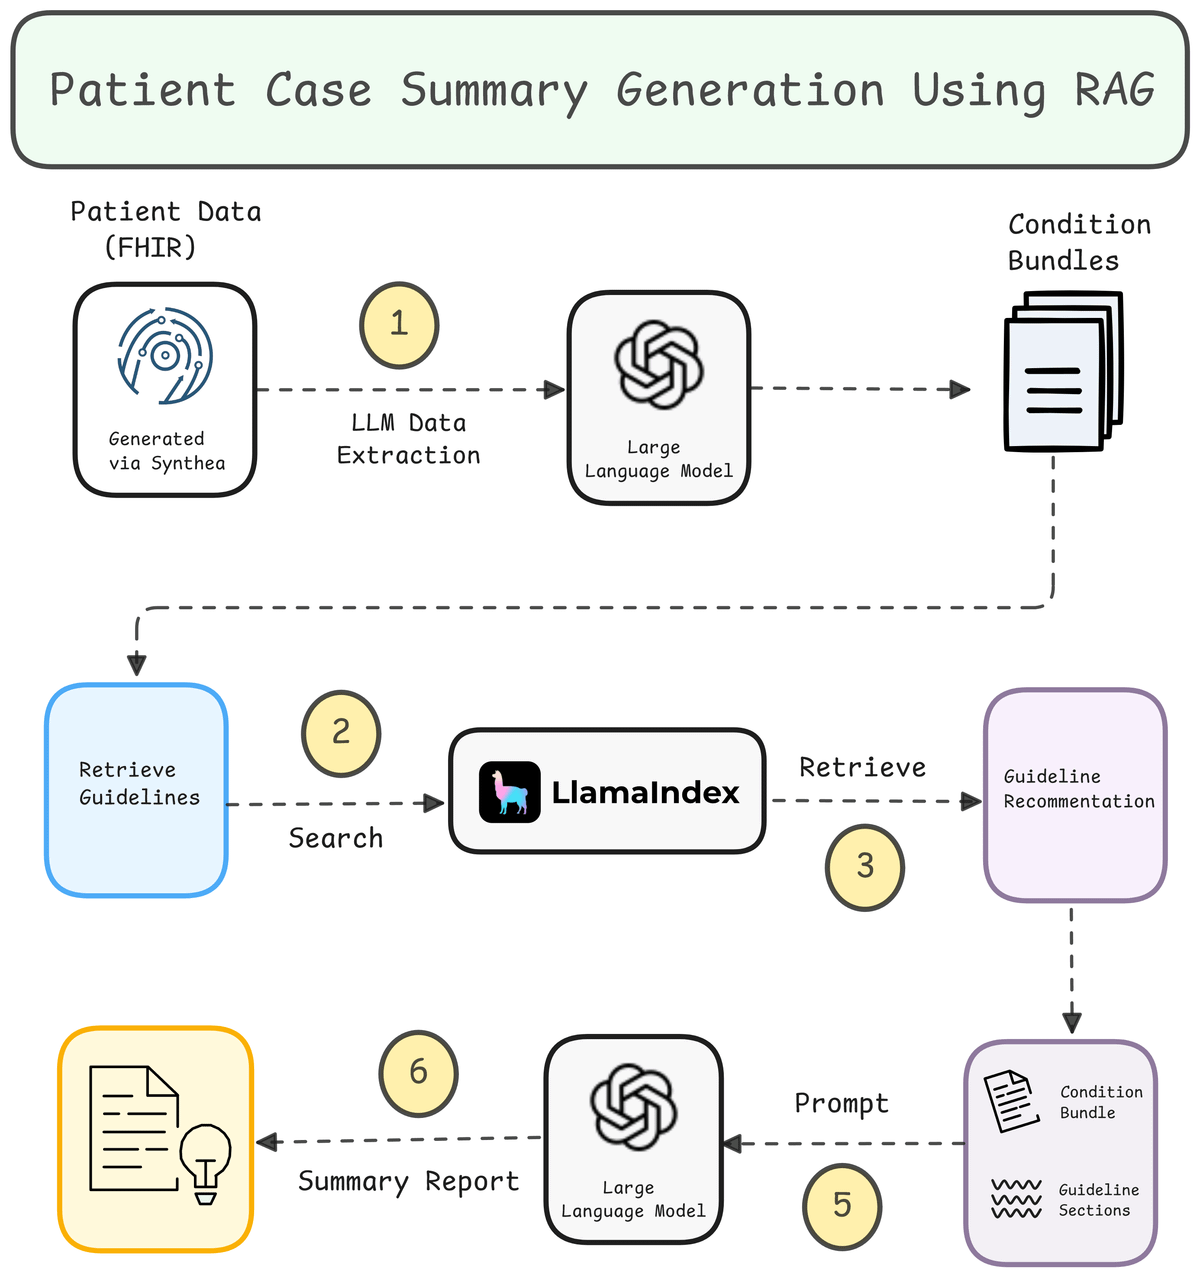 Patient Case Summary Generation Using RAG
Patient Data
(FHIR)
Condition
Bundles
1
Generated
via Synthea
LLM Data
Extraction
Large
Language Model
2
Retrieve
Guidelines
Search
LlamaIndex
Retrieve
3
Guideline
Recommentation
6
Summary Report
Large
Language Model
Prompt
5
Condition
Bundle
Guideline
Sections